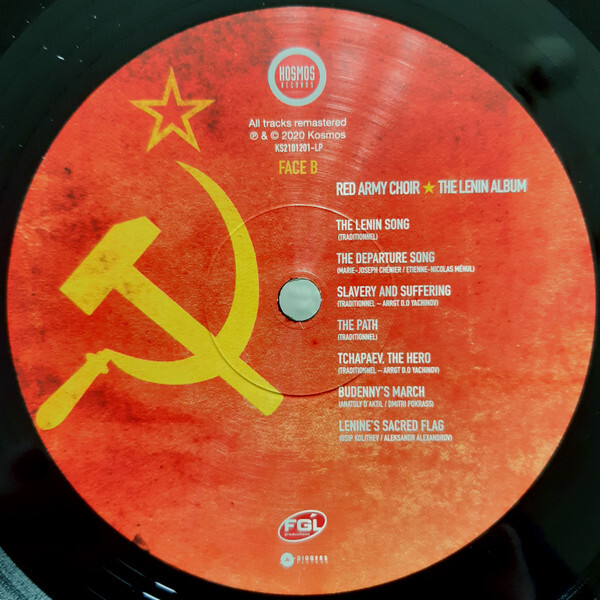 KOSMOS
RECORDS
All tracks remastered
℗ & © 2020 Kosmos
KS2101201-LP
FACE B
RED ARMY CHOIR ★ THE LENIN ALBUM
THE LENIN SONG
(TRADITIONNEL)
THE DEPARTURE SONG
(MARIE-JOSEPH CHÉNIER / ETIENNE-NICOLAS MÉHUL)
SLAVERY AND SUFFERING
(TRADITIONNEL – ARRGT D.O YACHINOV)
THE PATH
(TRADITIONNEL)
TCHAPAEV, THE HERO
(TRADITIONNEL – ARRGT D.O YACHINOV)
BUDENNY'S MARCH
(ANATOLY D'AKTIL / DMITRI POKRASS)
LENINE'S SACRED FLAG
(OSIP KOLITHEV / ALEKSANDR ALEXANDROV)
FGL
productions
DIGGERS